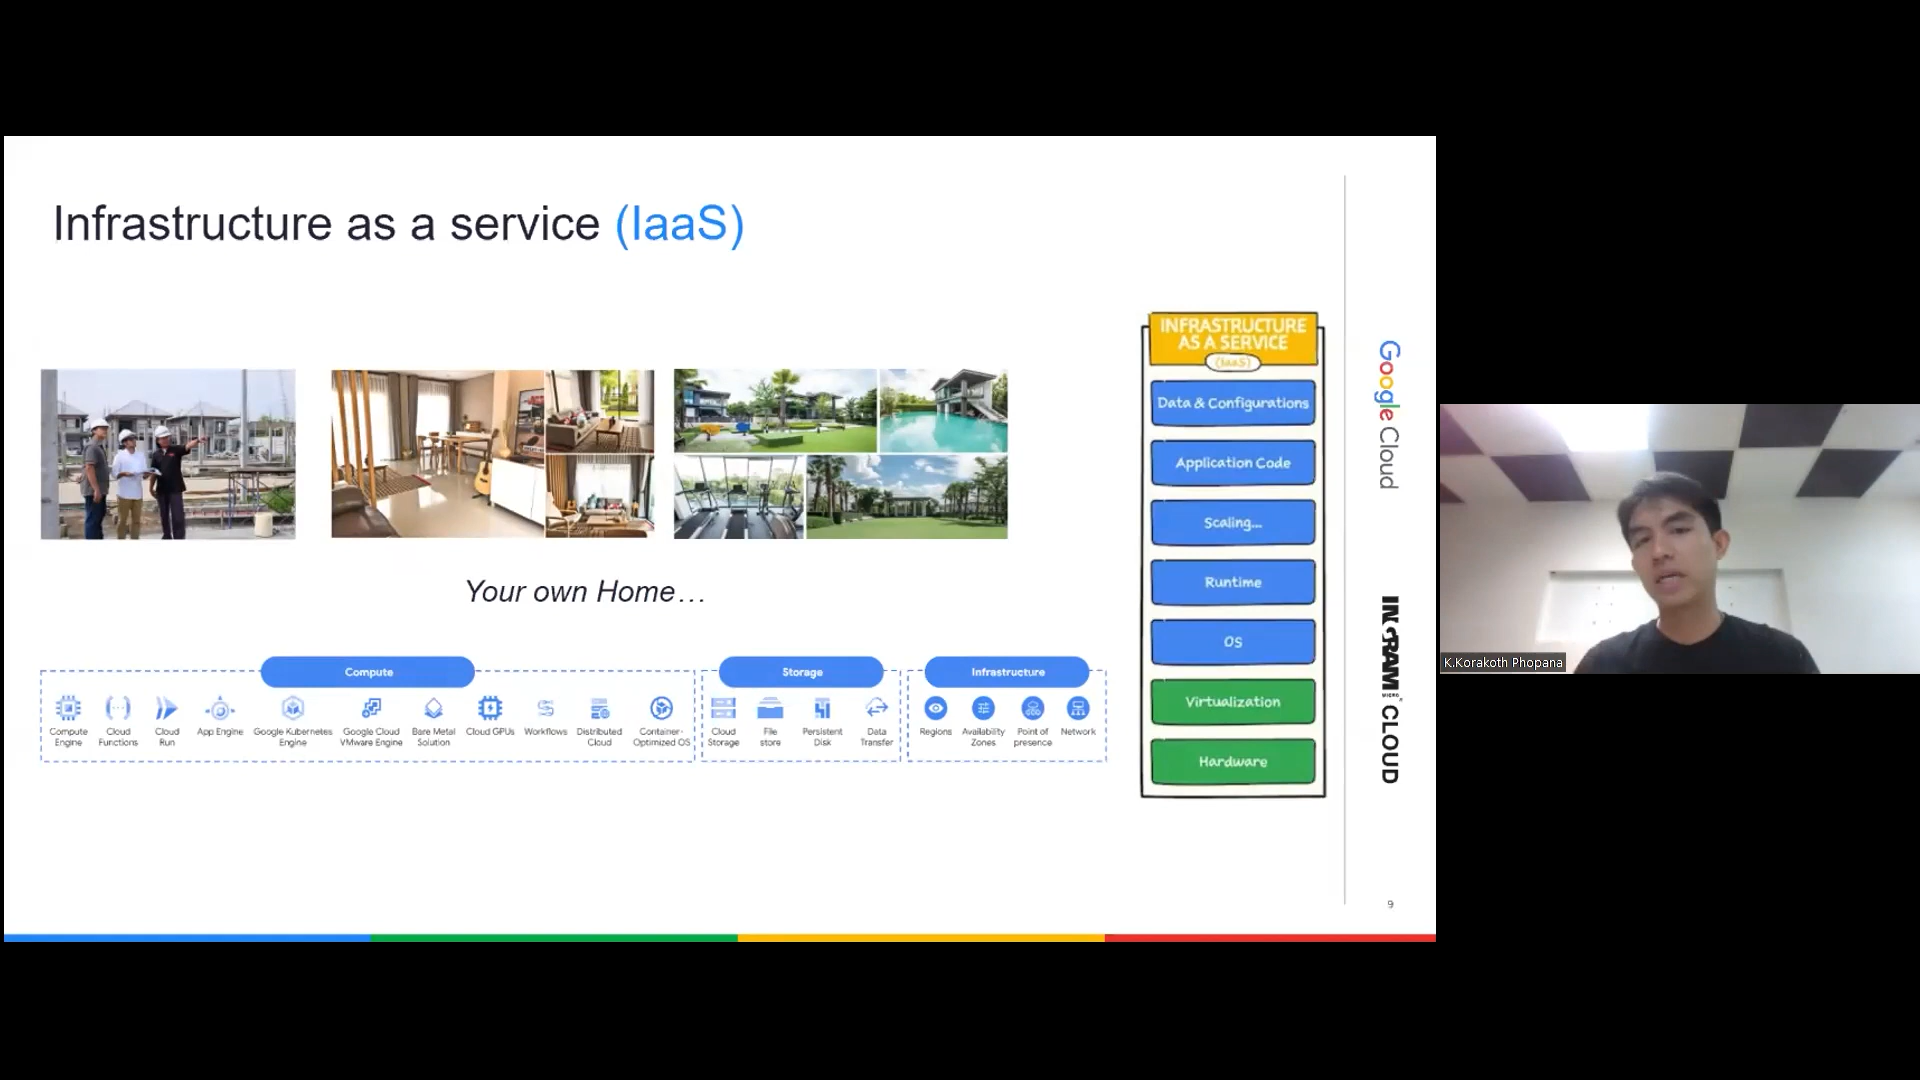 Infrastructure as a service (IaaS)
Your own Home…
Compute
Compute
Engine
Cloud
Functions
Cloud
Run
App Engine
Google Kubernetes
Engine
Google Cloud
VMware Engine
Bare Metal
Solution
Cloud GPUs
Workflows
Distributed
Cloud
Container-
Optimized OS
Storage
Cloud
Storage
File
store
Persistent
Disk
Data
Transfer
Infrastructure
Regions
Availability
Zones
Point of
presence
Network
INFRASTRUCTURE
AS A SERVICE
(IaaS)
Data & Configurations
Application Code
Scaling...
Runtime
OS
Virtualization
Hardware
Google Cloud
INGRAM MICRO CLOUD
9
K.Korakoth Phopana